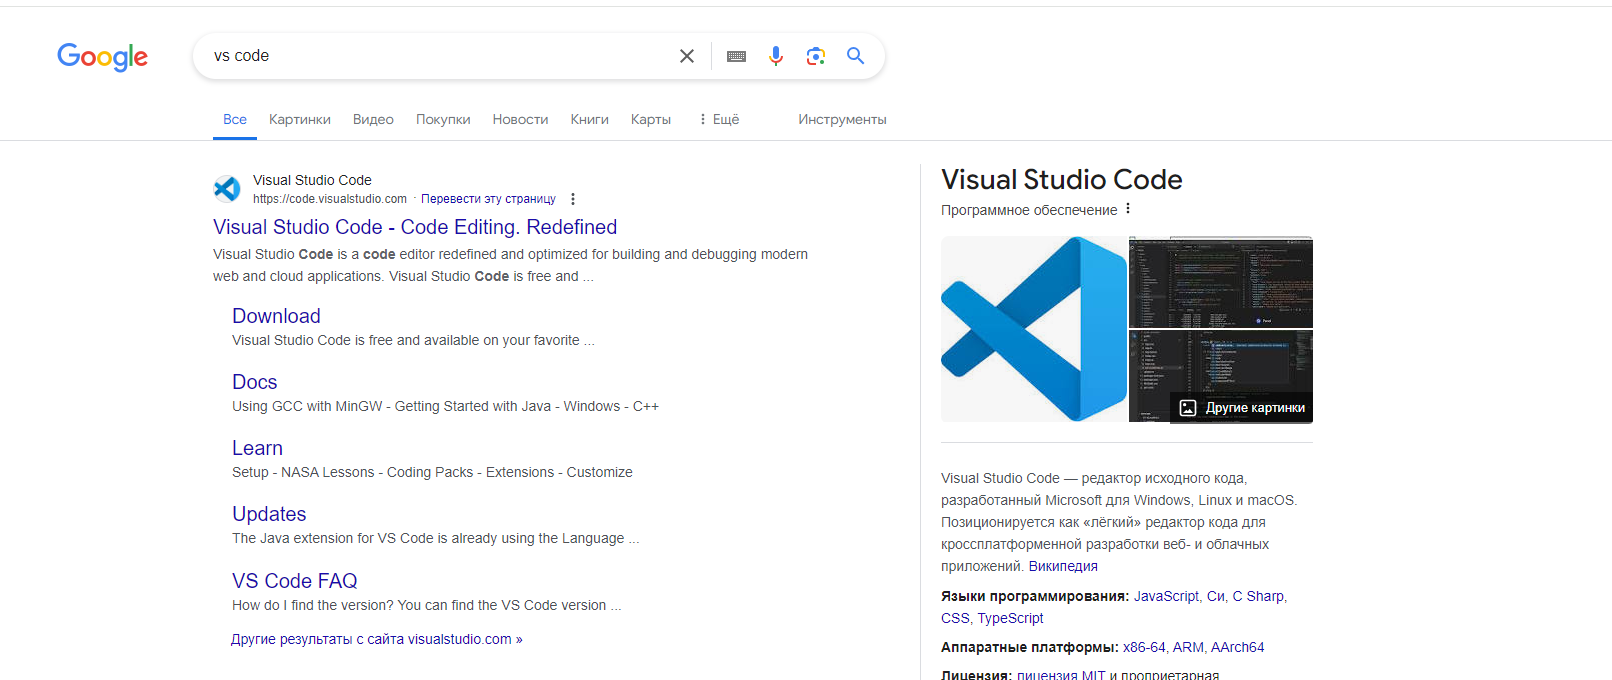 Google
vs code
Все Картинки Видео Покупки Новости Книги Карты Ещё Инструменты
Visual Studio Code
https://code.visualstudio.com · Перевести эту страницу
Visual Studio Code - Code Editing. Redefined
Visual Studio Code is a code editor redefined and optimized for building and debugging modern
web and cloud applications. Visual Studio Code is free and ...
Download
Visual Studio Code is free and available on your favorite ...
Docs
Using GCC with MinGW - Getting Started with Java - Windows - C++
Learn
Setup - NASA Lessons - Coding Packs - Extensions - Customize
Updates
The Java extension for VS Code is already using the Language ...
VS Code FAQ
How do I find the version? You can find the VS Code version ...
Другие результаты с сайта visualstudio.com »
Visual Studio Code
Программное обеспечение
Другие картинки
Visual Studio Code — редактор исходного кода,
разработанный Microsoft для Windows, Linux и macOS.
Позиционируется как «лёгкий» редактор кода для
кроссплатформенной разработки веб- и облачных
приложений. Википедия
Языки программирования: JavaScript, Си, C Sharp,
CSS, TypeScript
Аппаратные платформы: x86-64, ARM, AArch64
Лицензия: лицензия MIT и проприетарная